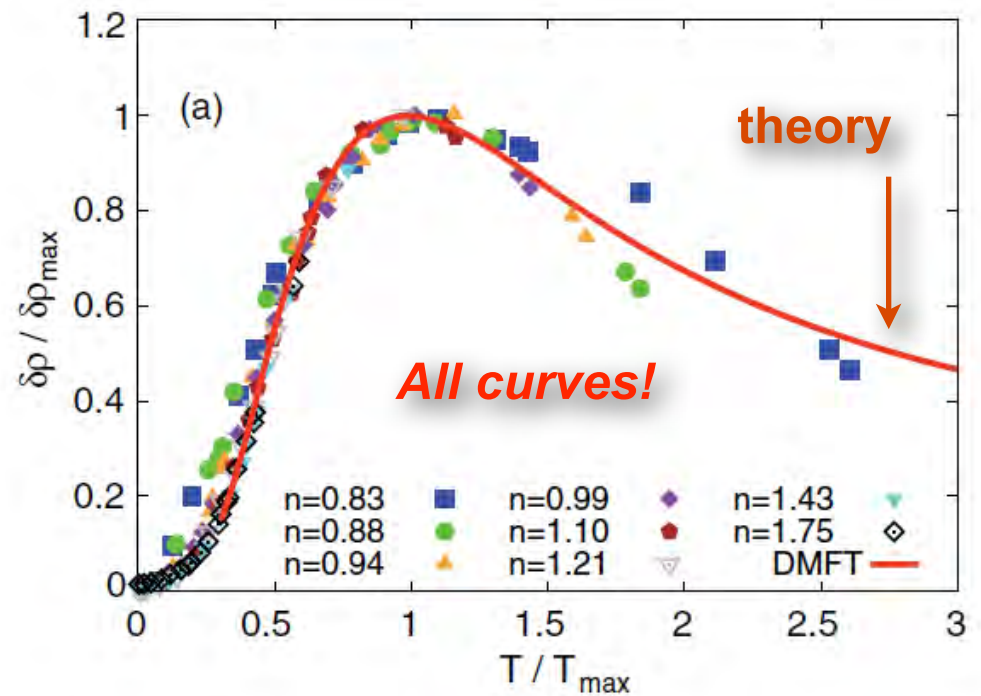 1.2
1
0.8
0.6
0.4
0.2
0
δρ / δρmax
(a)
theory
All curves!
n=0.83 n=0.99 n=1.43
n=0.88 n=1.10 n=1.75
n=0.94 n=1.21 DMFT
0 0.5 1 1.5 2 2.5 3
T / Tmax